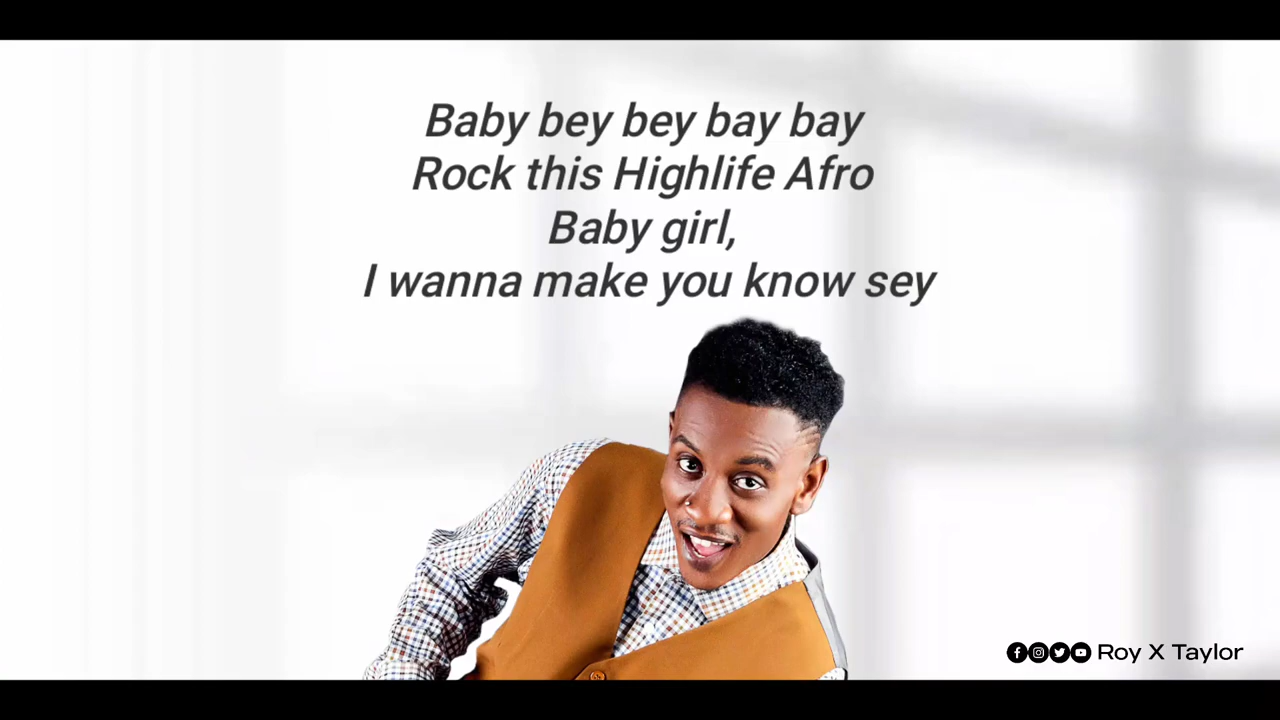 Baby bey bey bay bay
Rock this Highlife Afro
Baby girl,
I wanna make you know sey
Roy X Taylor